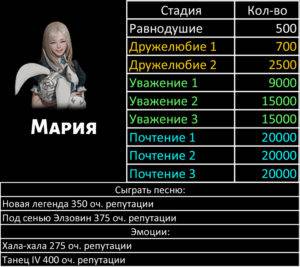 Стадия Кол-во
Равнодушие 500
Дружелюбие 1 700
Дружелюбие 2 2500
Уважение 1 9000
Уважение 2 15000
Уважение 3 15000
Почтение 1 20000
Почтение 2 20000
Почтение 3 20000
Мария
Сыграть песню:
Новая легенда 350 оч. репутации
Под сенью Элзовин 375 оч. репутации
Эмоции:
Хала-хала 275 оч. репутации
Танец IV 400 оч. репутации